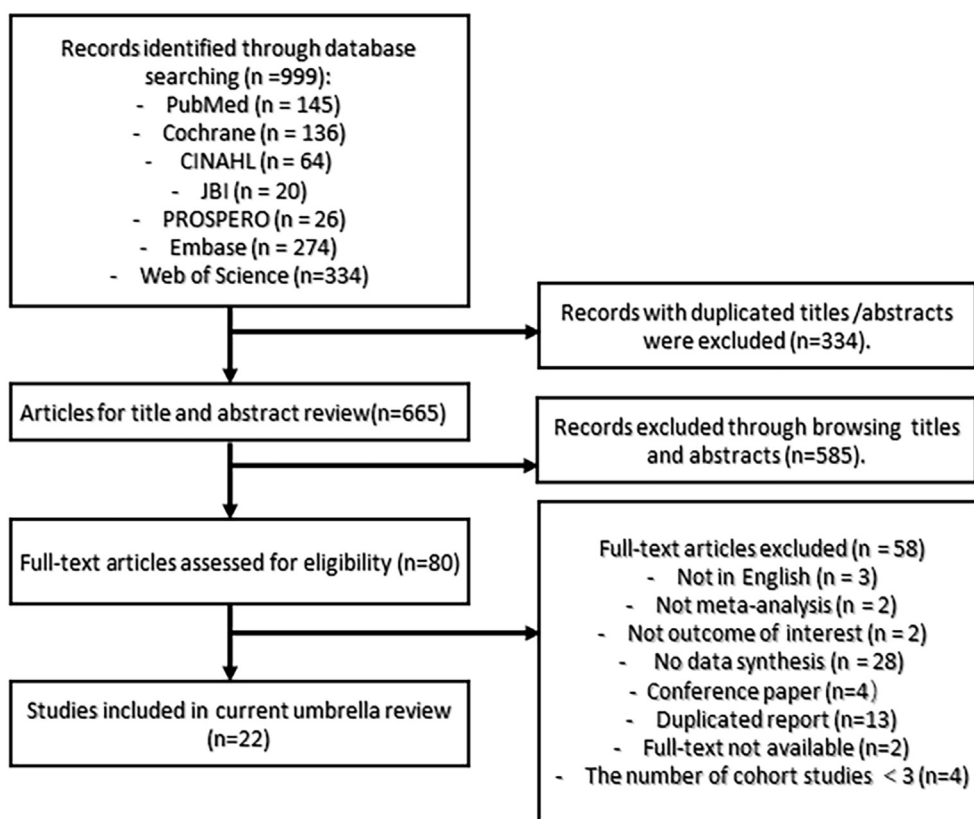 Records identified through database
searching (n =999):
- PubMed (n = 145)
- Cochrane (n = 136)
- CINAHL (n = 64)
- JBI (n = 20)
- PROSPERO (n = 26)
- Embase (n = 274)
- Web of Science (n=334)
Records with duplicated titles/abstracts
were excluded (n=334).
Articles for title and abstract review(n=665)
Records excluded through browsing titles
and abstracts (n=585).
Full-text articles assessed for eligibility (n=80)
Full-text articles excluded (n = 58)
- Not in English (n = 3)
- Not meta-analysis (n = 2)
- Not outcome of interest (n = 2)
- No data synthesis (n = 28)
- Conference paper (n=4)
- Duplicated report (n=13)
- Full-text not available (n=2)
- The number of cohort studies < 3 (n=4)
Studies included in current umbrella review
(n=22)